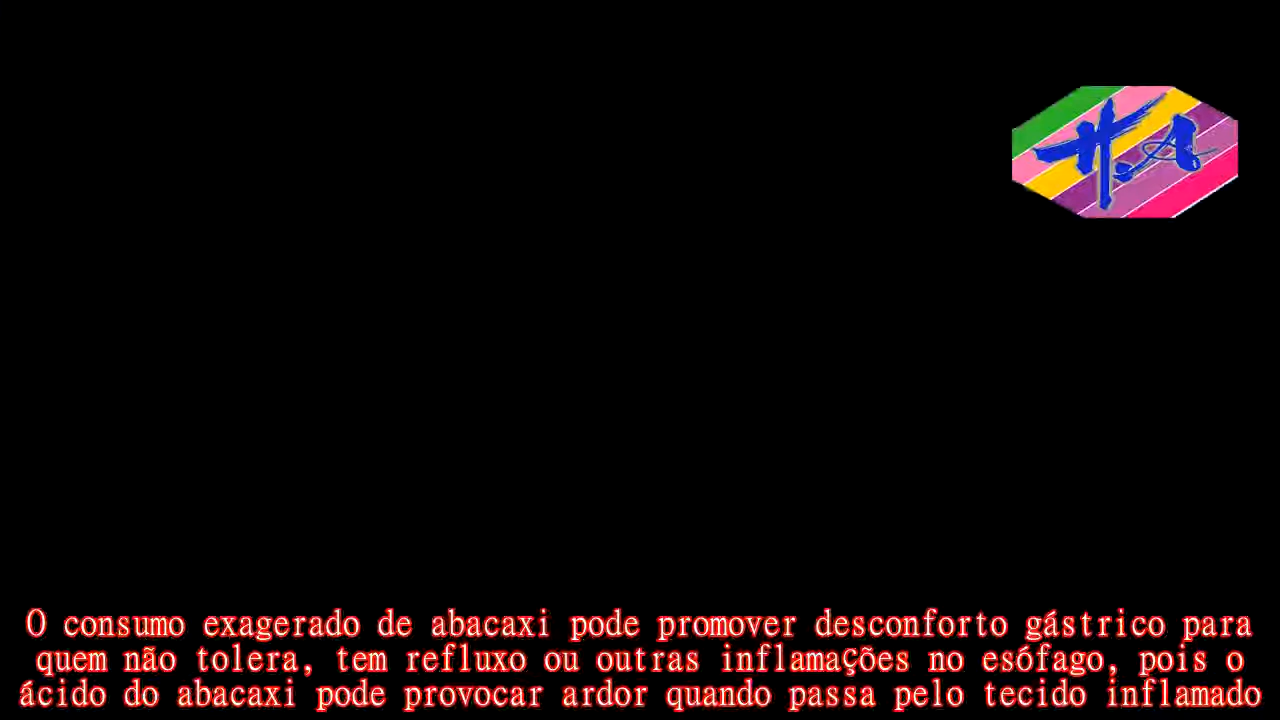 H.A
O consumo exagerado de abacaxi pode promover desconforto gástrico para
quem não tolera, tem refluxo ou outras inflamações no esófago, pois o
ácido do abacaxi pode provocar ardor quando passa pelo tecido inflamado